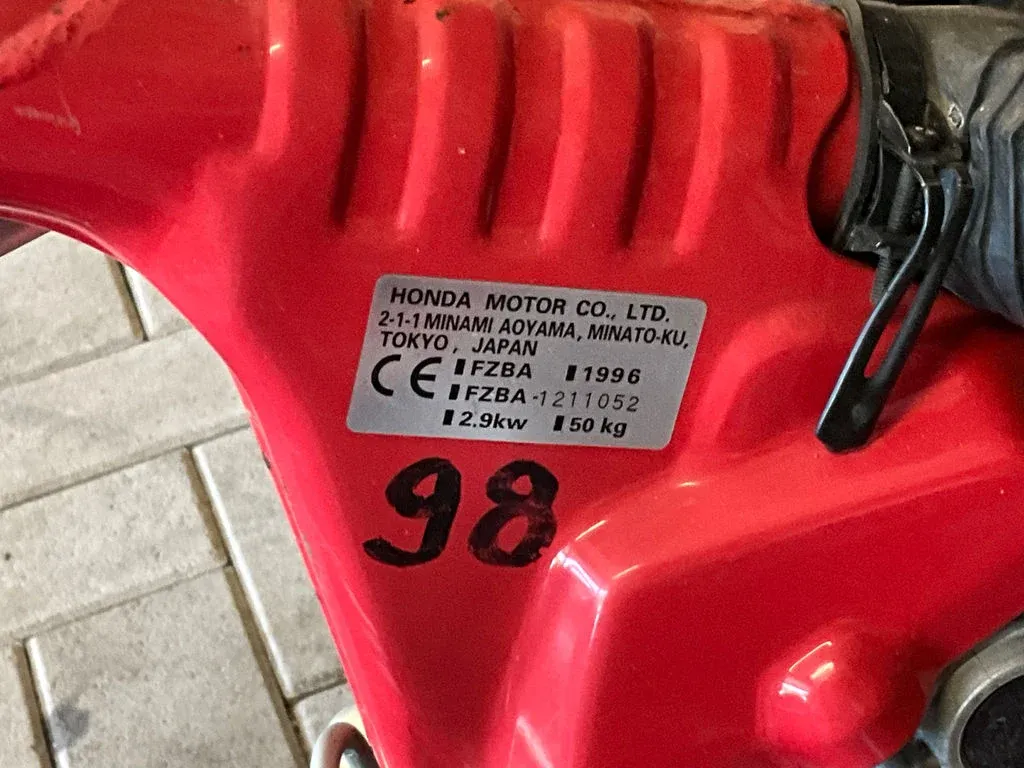 HONDA MOTOR CO., LTD.
2-1-1 MINAMI AOYAMA, MINATO-KU,
TOKYO, JAPAN
CE ▮FZBA ▮1996
▮FZBA-1211052
▮2.9kw ▮50 kg
98